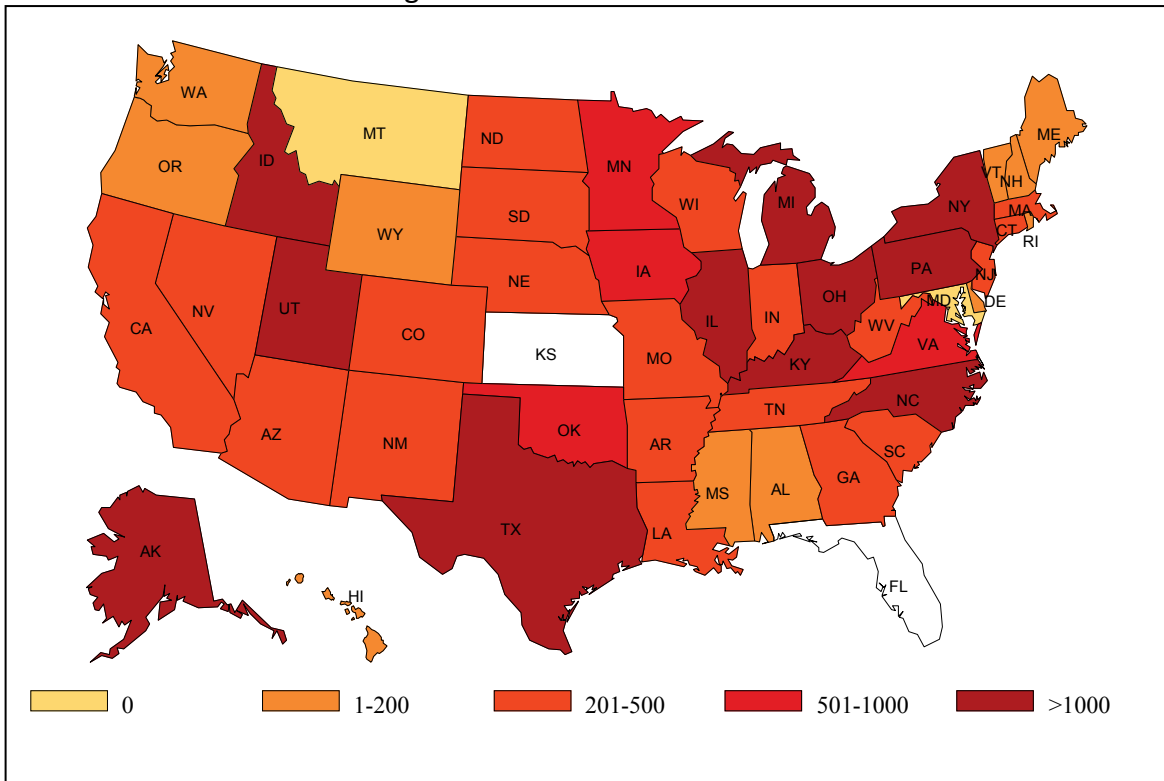 WA
MT
ND
MN
ME
VT
NH
OR
ID
SD
WI
MI
NY
MA
CT
RI
WY
NE
IA
PA
NJ
NV
UT
CO
KS
IL
IN
OH
MD
DE
CA
MO
WV
VA
KY
AZ
NM
OK
AR
TN
NC
SC
TX
LA
MS
AL
GA
AK
HI
FL
0
1-200
201-500
501-1000
>1000